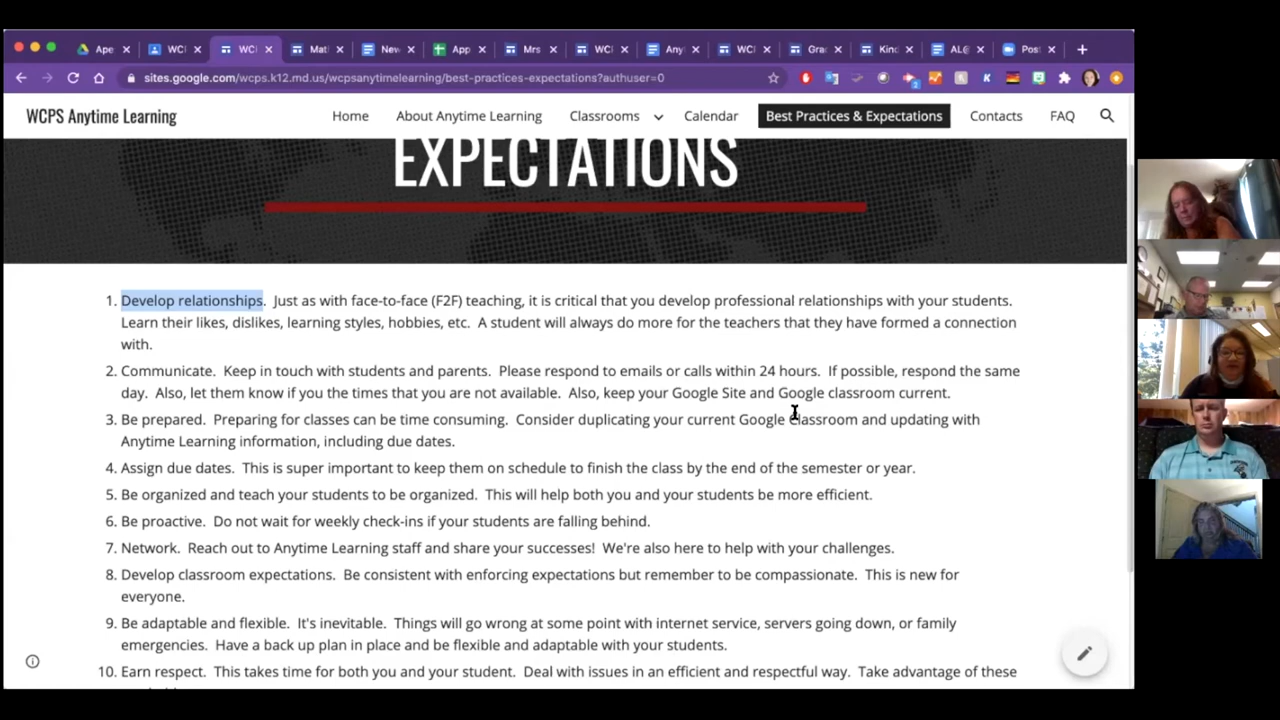 Ape
WCI
WCI
Mat
New
App
Mrs
WCI
Any
WCI
Grad
Kind
AL@
Post
sites.google.com/wcps.k12.md.us/wcpsanytimelearning/best-practices-expectations?authuser=0
WCPS Anytime Learning
Home
About Anytime Learning
Classrooms
Calendar
Best Practices & Expectations
Contacts
FAQ
EXPECTATIONS
1. Develop relationships. Just as with face-to-face (F2F) teaching, it is critical that you develop professional relationships with your students.
Learn their likes, dislikes, learning styles, hobbies, etc. A student will always do more for the teachers that they have formed a connection
with.
2. Communicate. Keep in touch with students and parents. Please respond to emails or calls within 24 hours. If possible, respond the same
day. Also, let them know if you the times that you are not available. Also, keep your Google Site and Google classroom current.
3. Be prepared. Preparing for classes can be time consuming. Consider duplicating your current Google Classroom and updating with
Anytime Learning information, including due dates.
4. Assign due dates. This is super important to keep them on schedule to finish the class by the end of the semester or year.
5. Be organized and teach your students to be organized. This will help both you and your students be more efficient.
6. Be proactive. Do not wait for weekly check-ins if your students are falling behind.
7. Network. Reach out to Anytime Learning staff and share your successes! We're also here to help with your challenges.
8. Develop classroom expectations. Be consistent with enforcing expectations but remember to be compassionate. This is new for
everyone.
9. Be adaptable and flexible. It's inevitable. Things will go wrong at some point with internet service, servers going down, or family
emergencies. Have a back up plan in place and be flexible and adaptable with your students.
10. Earn respect. This takes time for both you and your student. Deal with issues in an efficient and respectful way. Take advantage of these